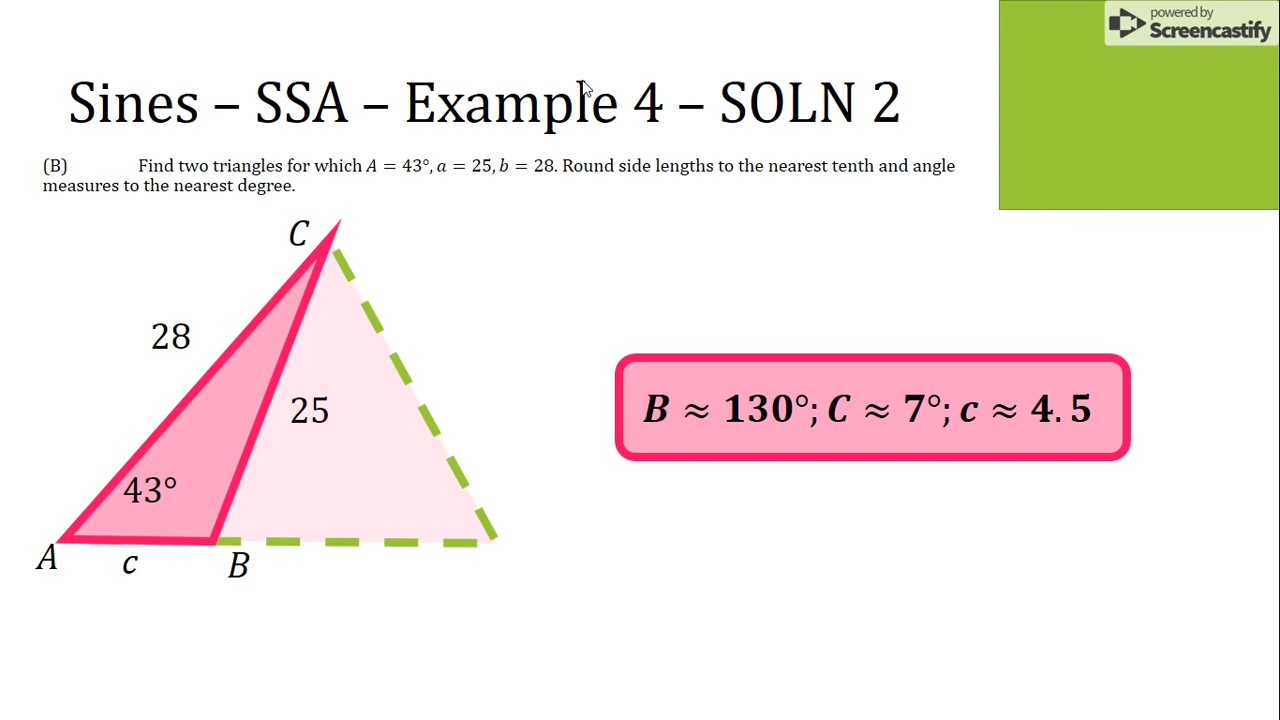 powered by
Screencastify
Sines – SSA – Example 4 – SOLN 2
(B) Find two triangles for which A = 43°, a = 25, b = 28. Round side lengths to the nearest tenth and angle
measures to the nearest degree.
C
28
25
B ≈ 130°; C ≈ 7°; c ≈ 4.5
43°
A
c
B